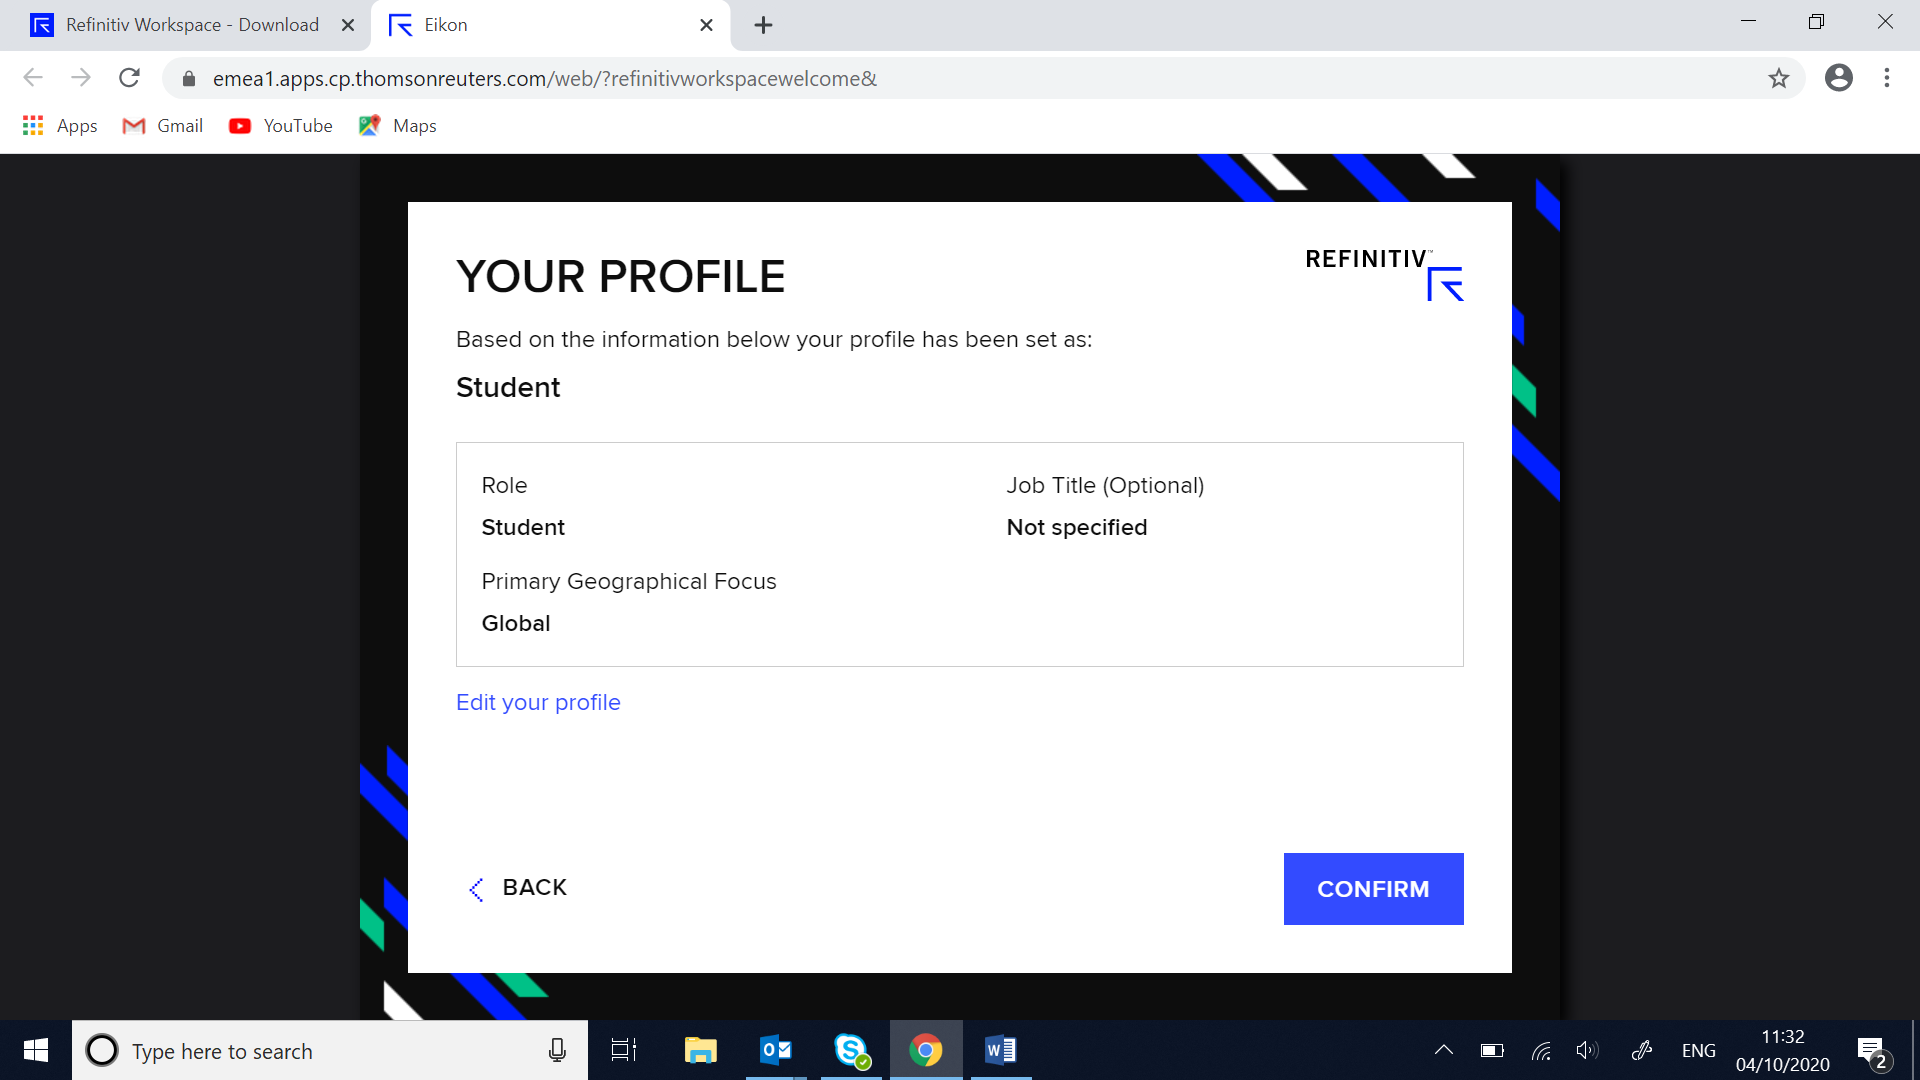 Refinitiv Workspace - Download
Eikon
emea1.apps.cp.thomsonreuters.com/web/?refinitivworkspacewelcome&
Apps
Gmail
YouTube
Maps
YOUR PROFILE
REFINITIV™
Based on the information below your profile has been set as:
Student
Role
Job Title (Optional)
Student
Not specified
Primary Geographical Focus
Global
Edit your profile
BACK
CONFIRM
Type here to search
ENG
11:32
04/10/2020
2